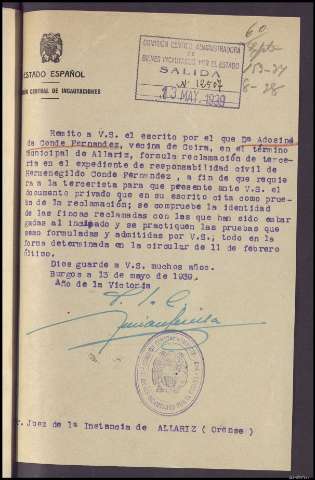 ESTADO ESPAÑOL
CENTRAL DE INCAUTACIONES
COMISION CENTRAL ADMINISTRADORA
DE
BIENES INCAUTADOS POR EL ESTADO
SALIDA
N 12507
13 MAY. 1939
60
Remito a V.S. el escrito por el que Dª Adosina
de Conde Fernandez, vecina de Ceira, en el término
Municipal de Allariz, formula reclamación de terce-
ria en el expediente de responsabilidad civil de
Hermenegildo Conde Fernandez, a fin de que requie
ra a la tercerista para que presente ante V.S. el
documento privado que en su escrito cita como prue-
ba de la reclamación; se compruebe la identidad
de las fincas reclamadas con las que han sido embar
gadas al inculpado y se practiquen las pruebas que
sean formuladas y admitidas por V.S., todo en la
forma determinada en la circular de 11 de febrero
último.
Dios guarde a V.S. muchos años.
Burgos a 13 de mayo de 1939.
Año de la Victoria
r. Juez de la Instancia de ALLARIZ ( Orense )